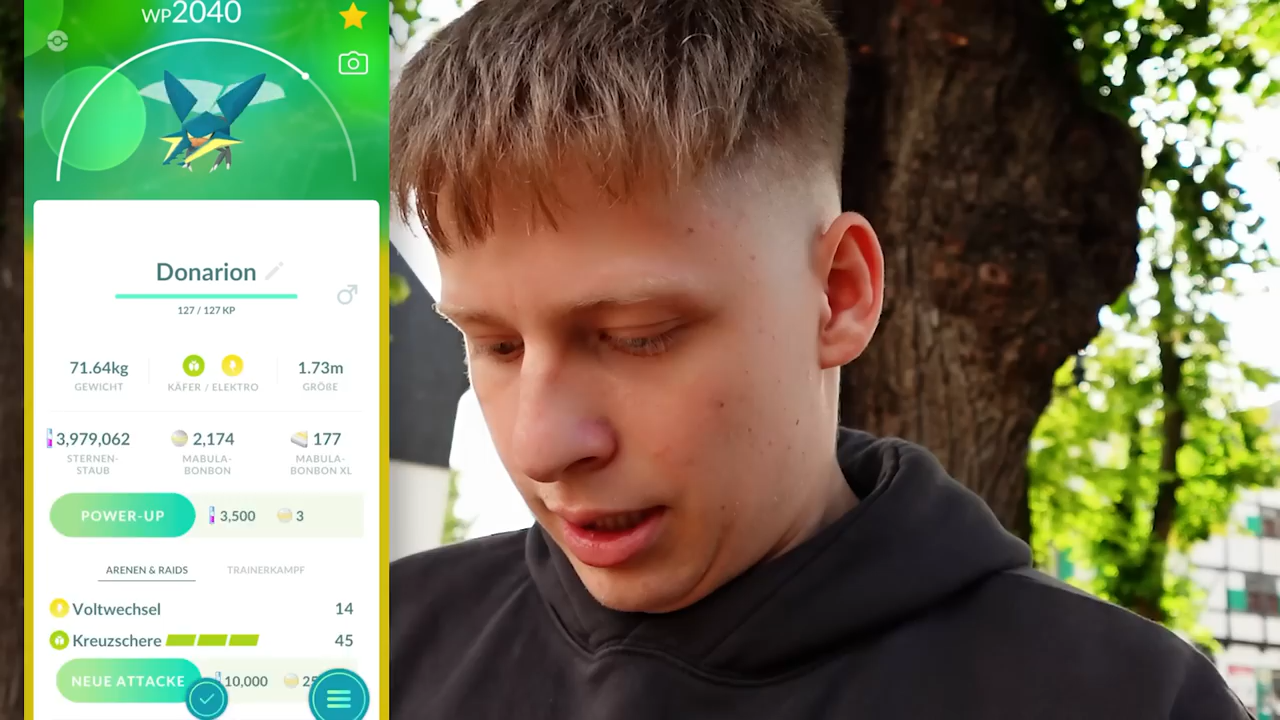 WP2040
Donarion
127 / 127 KP
71.64kg
GEWICHT
KÄFER / ELEKTRO
1.73m
GRÖßE
3,979,062
STERNEN-
STAUB
2,174
MABULA-
BONBON
177
MABULA-
BONBON XL
POWER-UP 3,500 3
ARENEN & RAIDS TRAINERKAMPF
Voltwechsel 14
Kreuzschere 45
NEUE ATTACKE 10,000